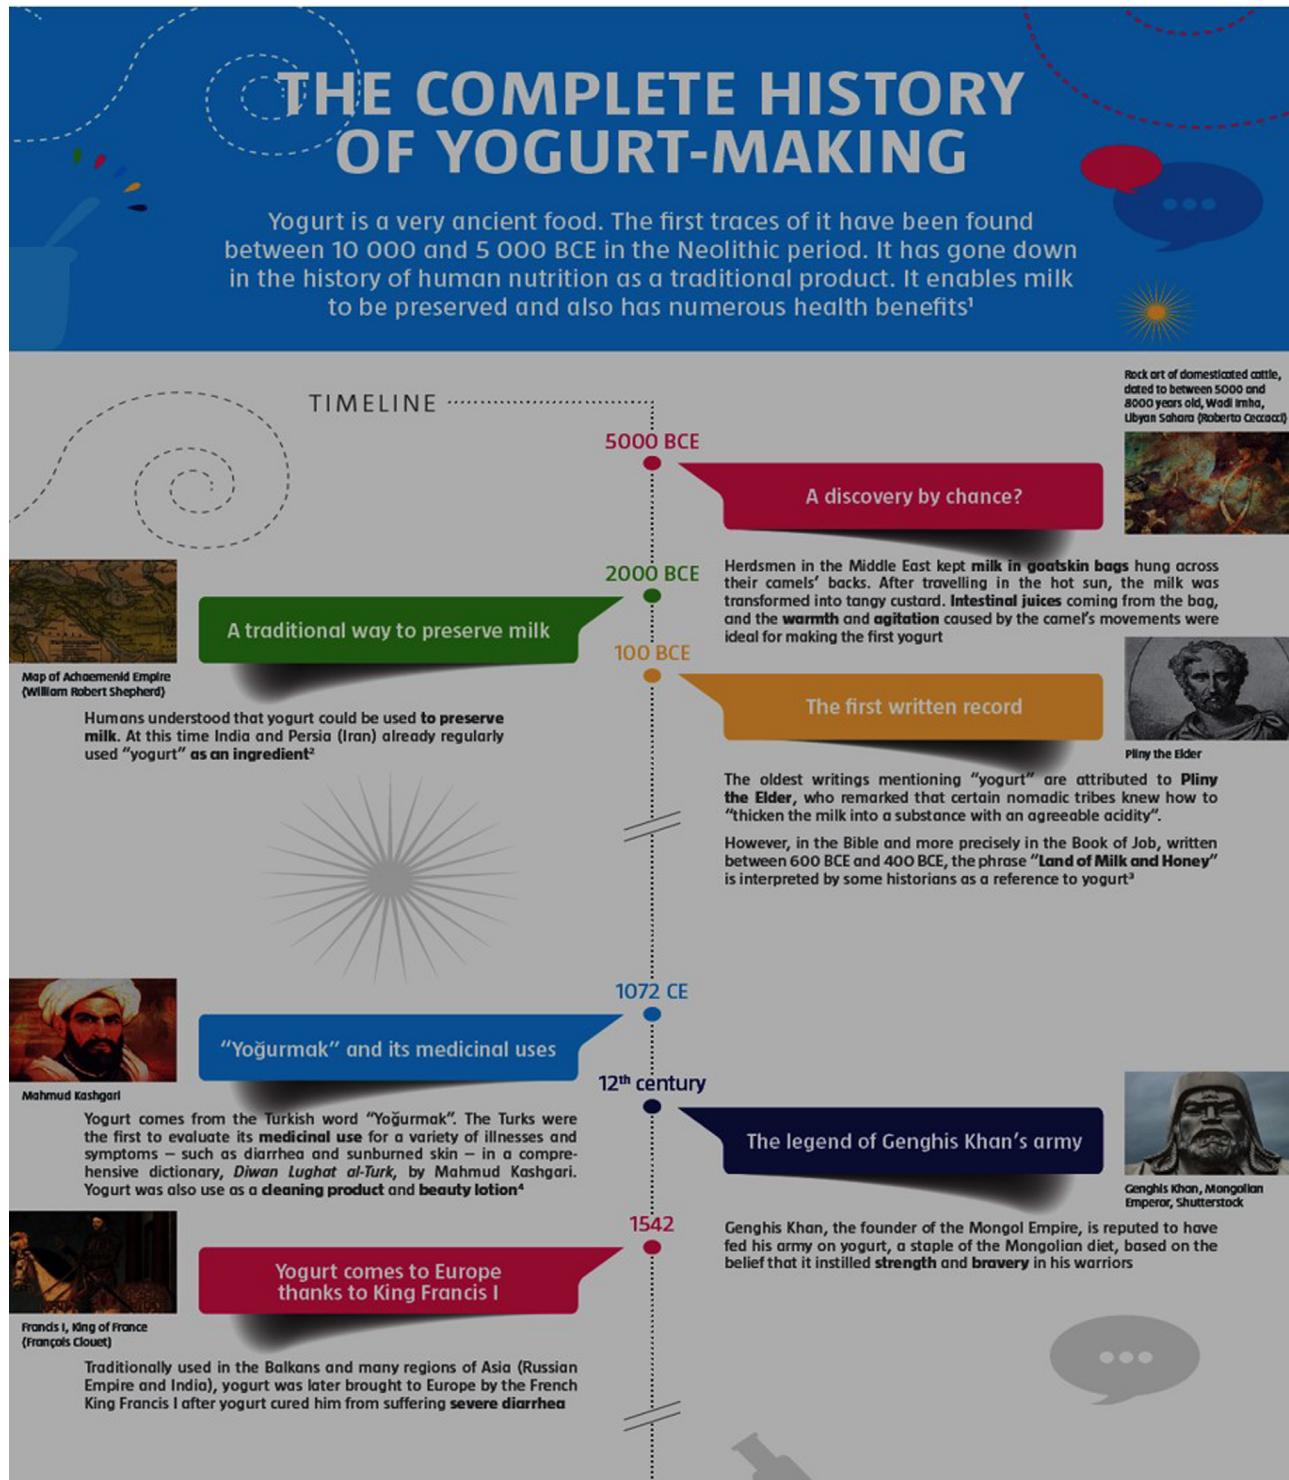 THE COMPLETE HISTORY
OF YOGURT-MAKING
Yogurt is a very ancient food. The first traces of it have been found
between 10 000 and 5 000 BCE in the Neolithic period. It has gone down
in the history of human nutrition as a traditional product. It enables milk
to be preserved and also has numerous health benefits¹
TIMELINE
Rock art of domesticated cattle,
dated to between 5000 and
8000 years old, Wadi Imha,
Libyan Sahara (Roberto Ceccacci)
5000 BCE
A discovery by chance?
Herdsmen in the Middle East kept milk in goatskin bags hung across
their camels’ backs. After travelling in the hot sun, the milk was
transformed into tangy custard. Intestinal juices coming from the bag,
and the warmth and agitation caused by the camel’s movements were
ideal for making the first yogurt
2000 BCE
A traditional way to preserve milk
Map of Achaemenid Empire
(William Robert Shepherd)
Humans understood that yogurt could be used to preserve
milk. At this time India and Persia (Iran) already regularly
used “yogurt” as an ingredient²
100 BCE
The first written record
Pliny the Elder
The oldest writings mentioning “yogurt” are attributed to Pliny
the Elder, who remarked that certain nomadic tribes knew how to
“thicken the milk into a substance with an agreeable acidity”.
However, in the Bible and more precisely in the Book of Job, written
between 600 BCE and 400 BCE, the phrase “Land of Milk and Honey”
is interpreted by some historians as a reference to yogurt³
1072 CE
“Yoğurmak” and its medicinal uses
Mahmud Kashgari
Yogurt comes from the Turkish word “Yoğurmak”. The Turks were
the first to evaluate its medicinal use for a variety of illnesses and
symptoms – such as diarrhea and sunburned skin – in a compre-
hensive dictionary, Diwan Lughat al-Turk, by Mahmud Kashgari.
Yogurt was also use as a cleaning product and beauty lotion⁴
12th century
The legend of Genghis Khan’s army
Genghis Khan, Mongolian
Emperor, Shutterstock
Genghis Khan, the founder of the Mongol Empire, is reputed to have
fed his army on yogurt, a staple of the Mongolian diet, based on the
belief that it instilled strength and bravery in his warriors
1542
Yogurt comes to Europe
thanks to King Francis I
Francis I, King of France
(François Clouet)
Traditionally used in the Balkans and many regions of Asia (Russian
Empire and India), yogurt was later brought to Europe by the French
King Francis I after yogurt cured him from suffering severe diarrhea